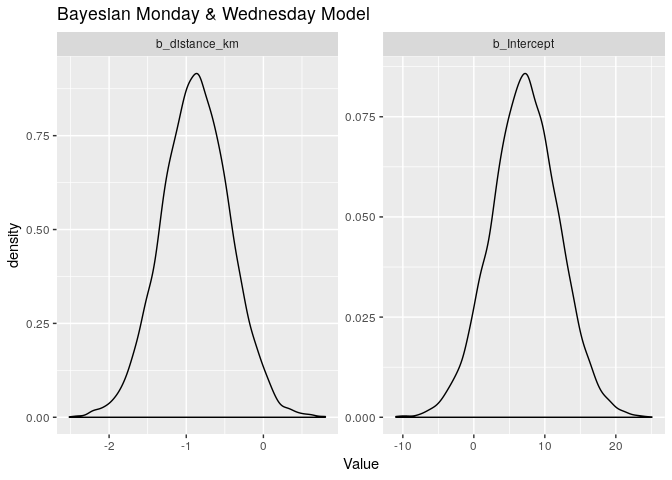 Bayesian Monday & Wednesday Model
b_distance_km
b_Intercept
density
0.75
0.50
0.25
0.00
0.075
0.050
0.025
0.000
-2 -1 0
-10 0 10 20
Value